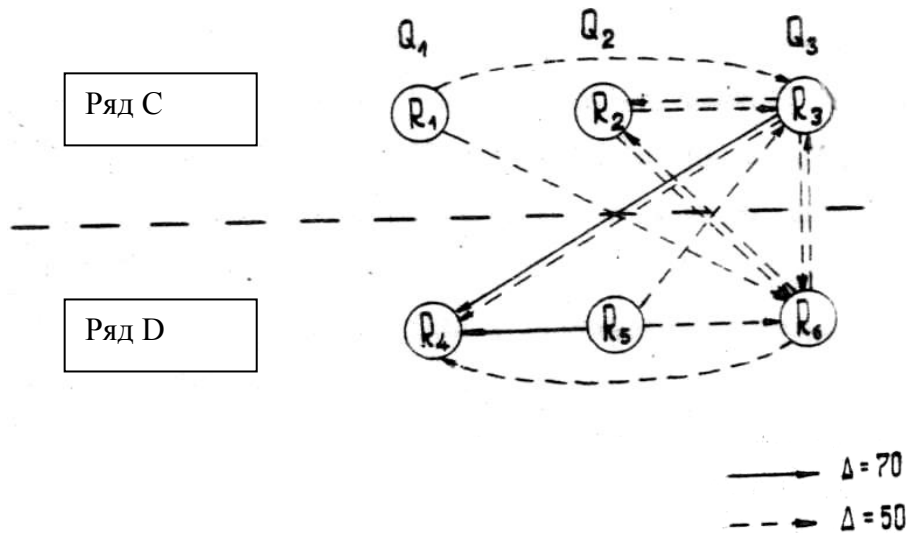 Q₁ Q₂ Q₃
Ряд C
R₁ R₂ R₃
Ряд D
R₄ R₅ R₆
Δ = 70
Δ = 50